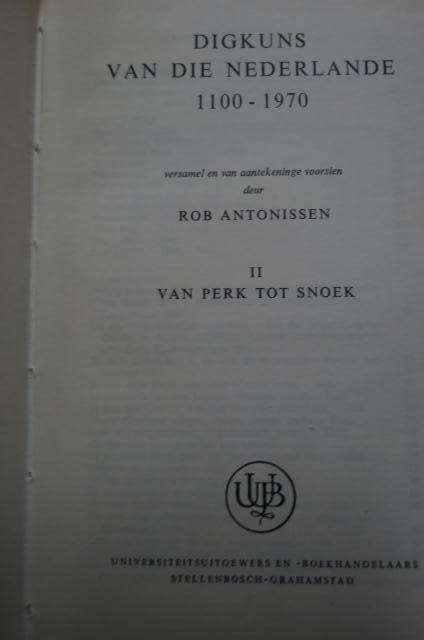 DIGKUNS
VAN DIE NEDERLANDE
1100 - 1970
versamel en van aantekeninge voorsien
deur
ROB ANTONISSEN
II
VAN PERK TOT SNOEK
UUB
UNIVERSITEITSUITGEWERS EN -BOEKHANDELAARS
STELLENBOSCH-GRAHAMSTAD